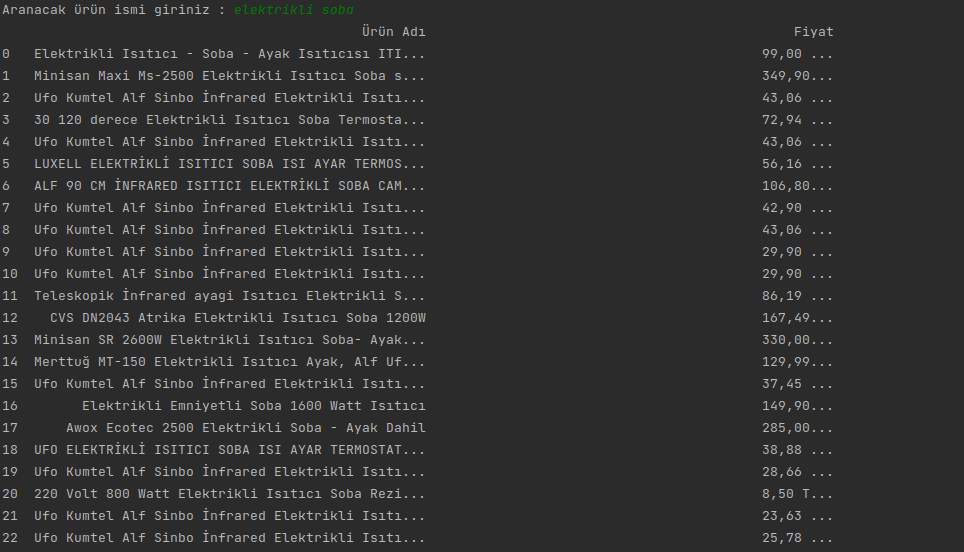 Aranacak ürün ismi giriniz : elektrikli soba
Ürün Adı Fiyat
0 Elektrikli Isıtıcı - Soba - Ayak Isıtıcısı ITI... 99,00 ...
1 Minisan Maxi Ms-2500 Elektrikli Isıtıcı Soba s... 349,90...
2 Ufo Kumtel Alf Sinbo İnfrared Elektrikli Isıtı... 43,06 ...
3 30 120 derece Elektrikli Isıtıcı Soba Termosta... 72,94 ...
4 Ufo Kumtel Alf Sinbo İnfrared Elektrikli Isıtı... 43,06 ...
5 LUXELL ELEKTRİKLİ ISITICI SOBA ISI AYAR TERMOS... 56,16 ...
6 ALF 90 CM İNFRARED ISITICI ELEKTRİKLİ SOBA CAM... 106,80...
7 Ufo Kumtel Alf Sinbo İnfrared Elektrikli Isıtı... 42,90 ...
8 Ufo Kumtel Alf Sinbo İnfrared Elektrikli Isıtı... 43,06 ...
9 Ufo Kumtel Alf Sinbo İnfrared Elektrikli Isıtı... 29,90 ...
10 Ufo Kumtel Alf Sinbo İnfrared Elektrikli Isıtı... 29,90 ...
11 Teleskopik İnfrared ayagi Isıtıcı Elektrikli S... 86,19 ...
12 CVS DN2043 Atrika Elektrikli Isıtıcı Soba 1200W 167,49...
13 Minisan SR 2600W Elektrikli Isıtıcı Soba- Ayak... 330,00...
14 Merttuğ MT-150 Elektrikli Isıtıcı Ayak, Alf Uf... 129,99...
15 Ufo Kumtel Alf Sinbo İnfrared Elektrikli Isıtı... 37,45 ...
16 Elektrikli Emniyetli Soba 1600 Watt Isıtıcı 149,90...
17 Awox Ecotec 2500 Elektrikli Soba - Ayak Dahil 285,00...
18 UFO ELEKTRİKLİ ISITICI SOBA ISI AYAR TERMOSTAT... 38,88 ...
19 Ufo Kumtel Alf Sinbo İnfrared Elektrikli Isıtı... 28,66 ...
20 220 Volt 800 Watt Elektrikli Isıtıcı Soba Rezi... 8,50 T...
21 Ufo Kumtel Alf Sinbo İnfrared Elektrikli Isıtı... 23,63 ...
22 Ufo Kumtel Alf Sinbo İnfrared Elektrikli Isıtı... 25,78 ...